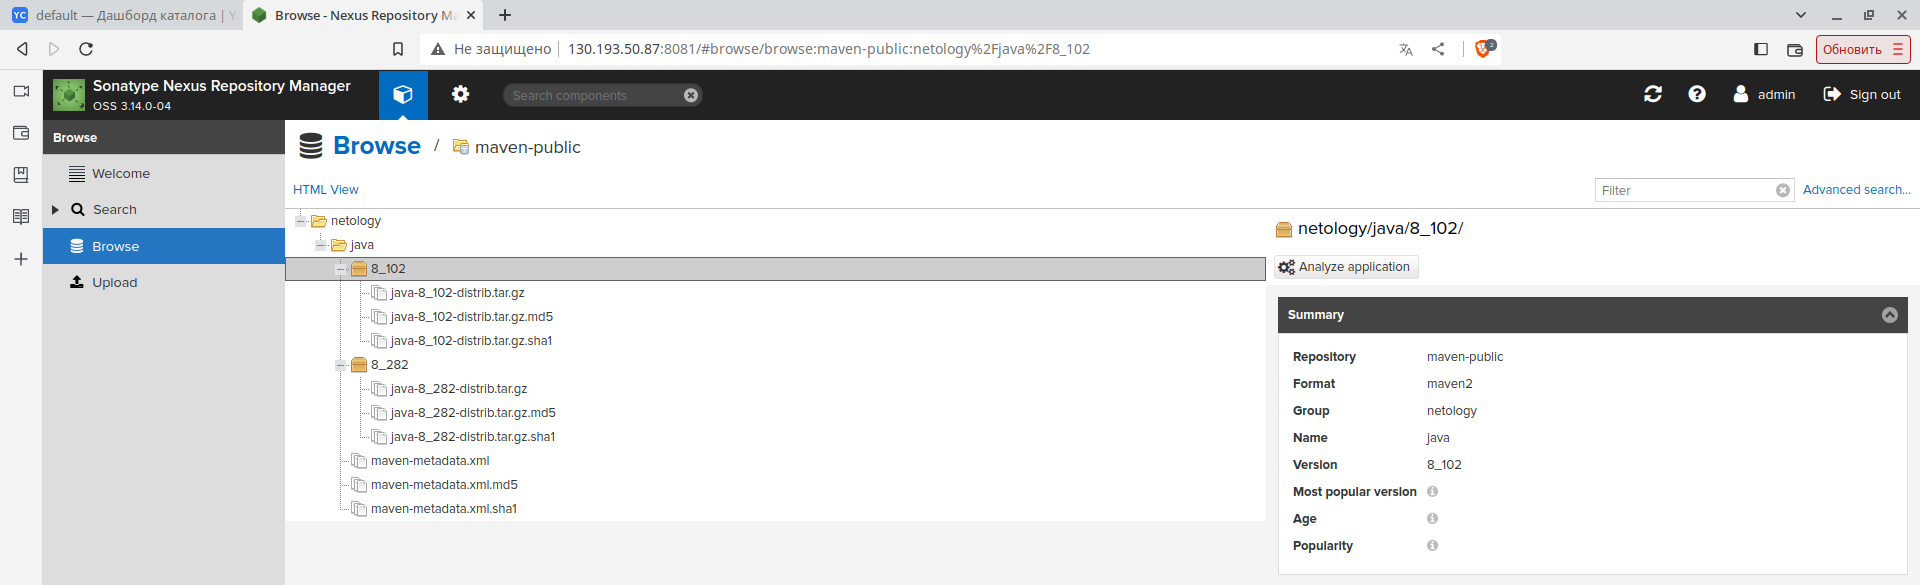 default — Дашборд каталога |
Browse - Nexus Repository Ma
Не защищено
130.193.50.87:8081/#browse/browse:maven-public:netology%2Fjava%2F8_102
2
Обновить
Sonatype Nexus Repository Manager
OSS 3.14.0-04
Search components
admin
Sign out
Browse
Welcome
Search
Browse
Upload
Browse / maven-public
HTML View
Filter
Advanced search...
netology
java
8_102
java-8_102-distrib.tar.gz
java-8_102-distrib.tar.gz.md5
java-8_102-distrib.tar.gz.sha1
8_282
java-8_282-distrib.tar.gz
java-8_282-distrib.tar.gz.md5
java-8_282-distrib.tar.gz.sha1
maven-metadata.xml
maven-metadata.xml.md5
maven-metadata.xml.sha1
netology/java/8_102/
Analyze application
Summary
Repository maven-public
Format maven2
Group netology
Name java
Version 8_102
Most popular version
Age
Popularity